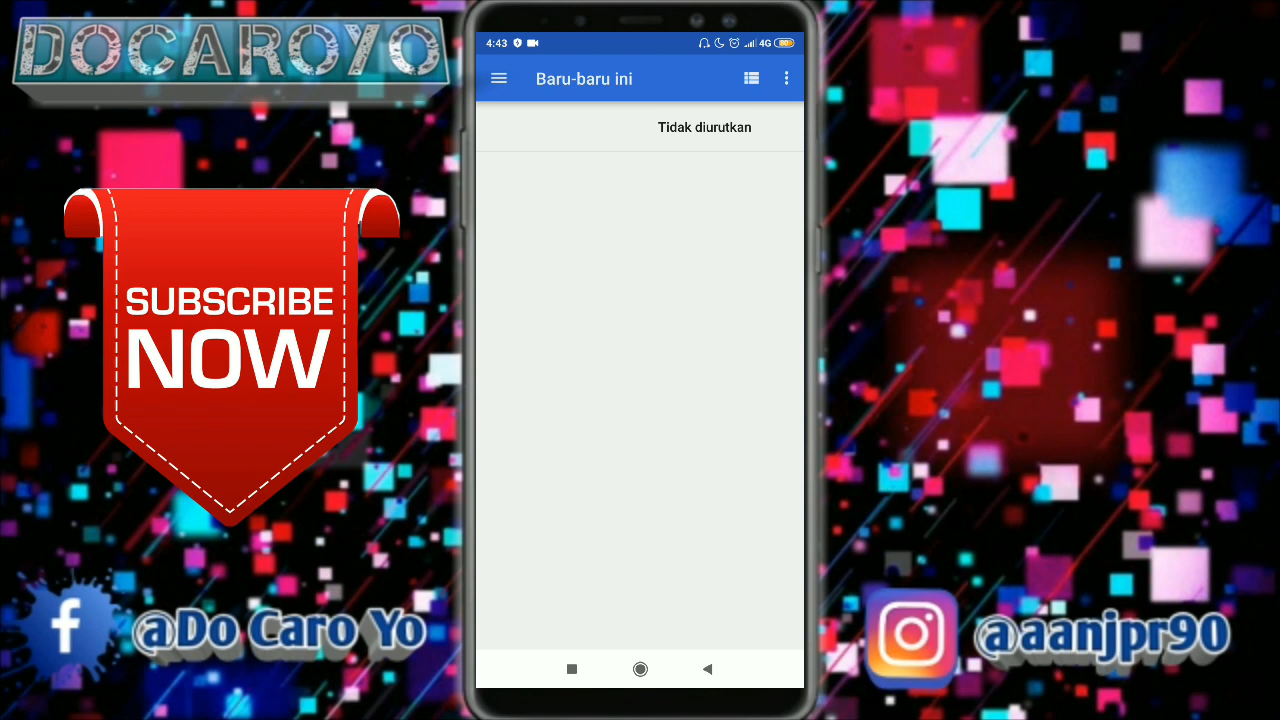 DOCAROYO
4:43
4G
Baru-baru ini
Tidak diurutkan
SUBSCRIBE
NOW
f @Do Caro Yo
@aanjpr90